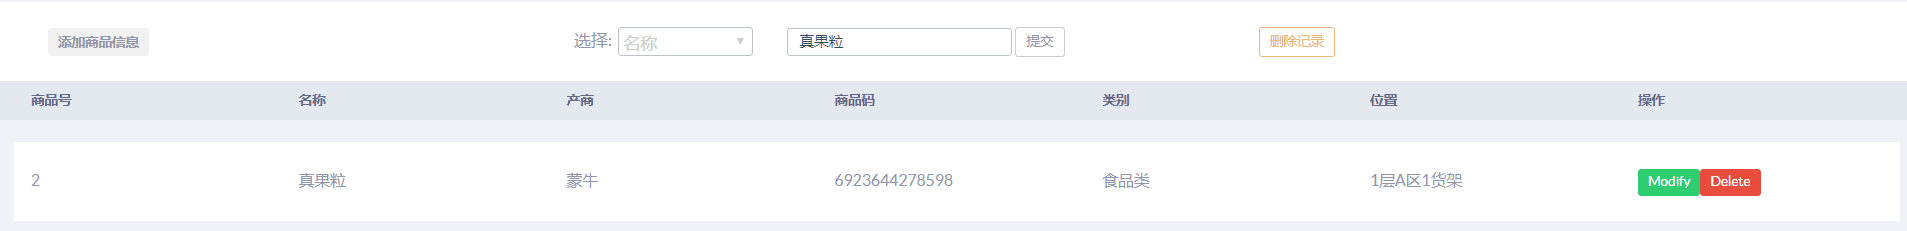 添加商品信息 选择: 名称 真果粒 提交 删除记录
商品号 名称 产商 商品码 类别 位置 操作
2 真果粒 蒙牛 6923644278598 食品类 1层A区1货架 Modify Delete